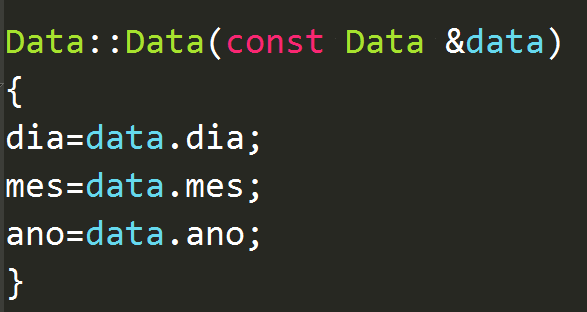 Data::Data(const Data &data)
{
dia=data.dia;
mes=data.mes;
ano=data.ano;
}